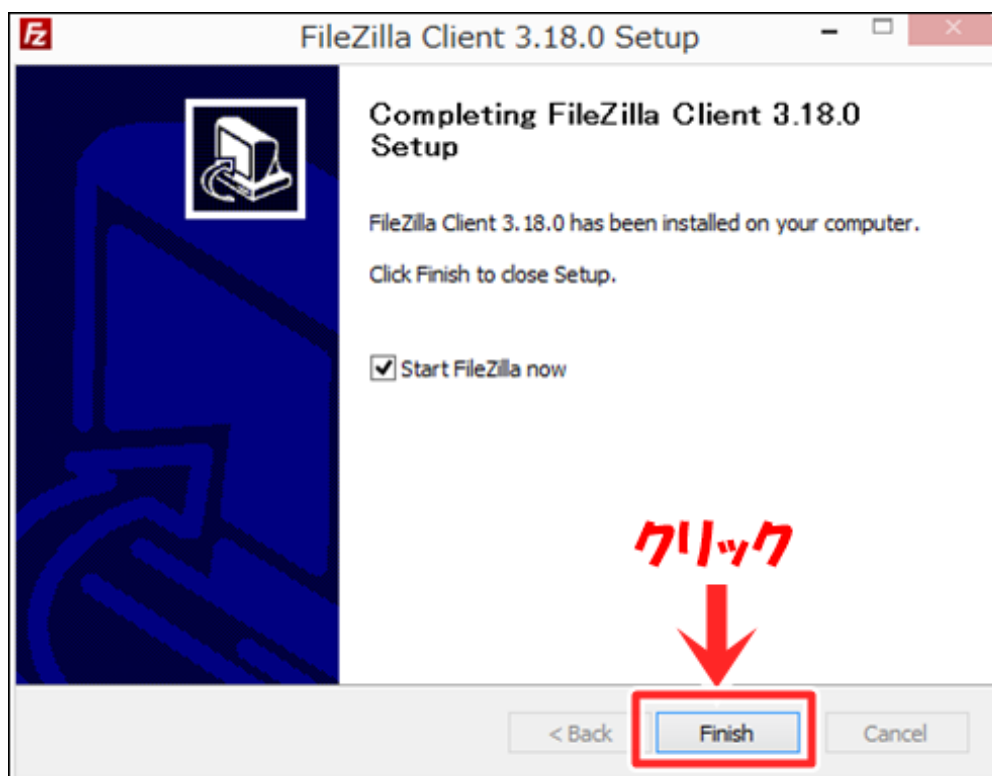 FileZilla Client 3.18.0 Setup
Completing FileZilla Client 3.18.0
Setup
FileZilla Client 3.18.0 has been installed on your computer.
Click Finish to close Setup.
Start FileZilla now
クリック
< Back
Finish
Cancel